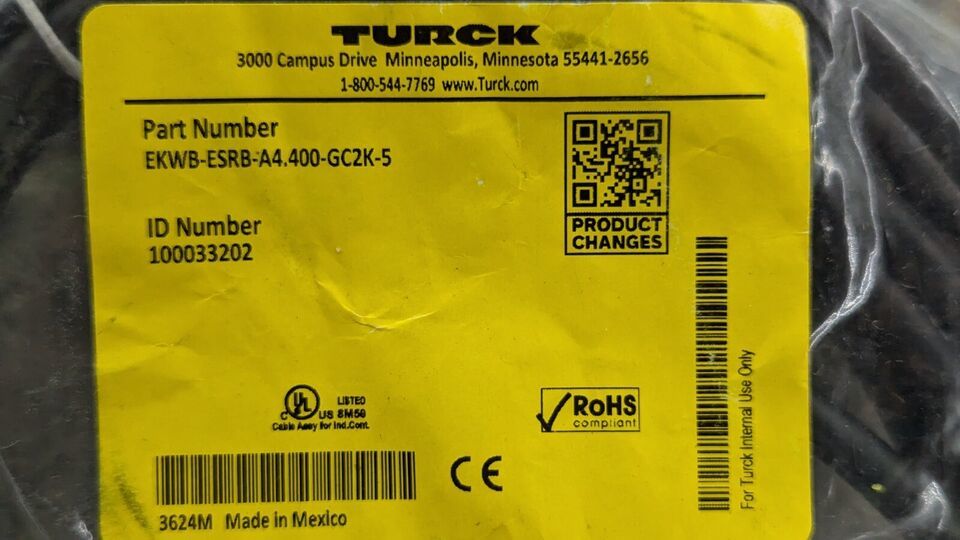 TURCK
3000 Campus Drive Minneapolis, Minnesota 55441-2656
1-800-544-7769 www.Turck.com
Part Number
EKWB-ESRB-A4.400-GC2K-5
ID Number
100033202
PRODUCT
CHANGES
For Turck Internal Use Only
UL
LISTED
C US 8M50
Cable Assy for Ind.Cont.
RoHS
compliant
CE
3624M Made in Mexico